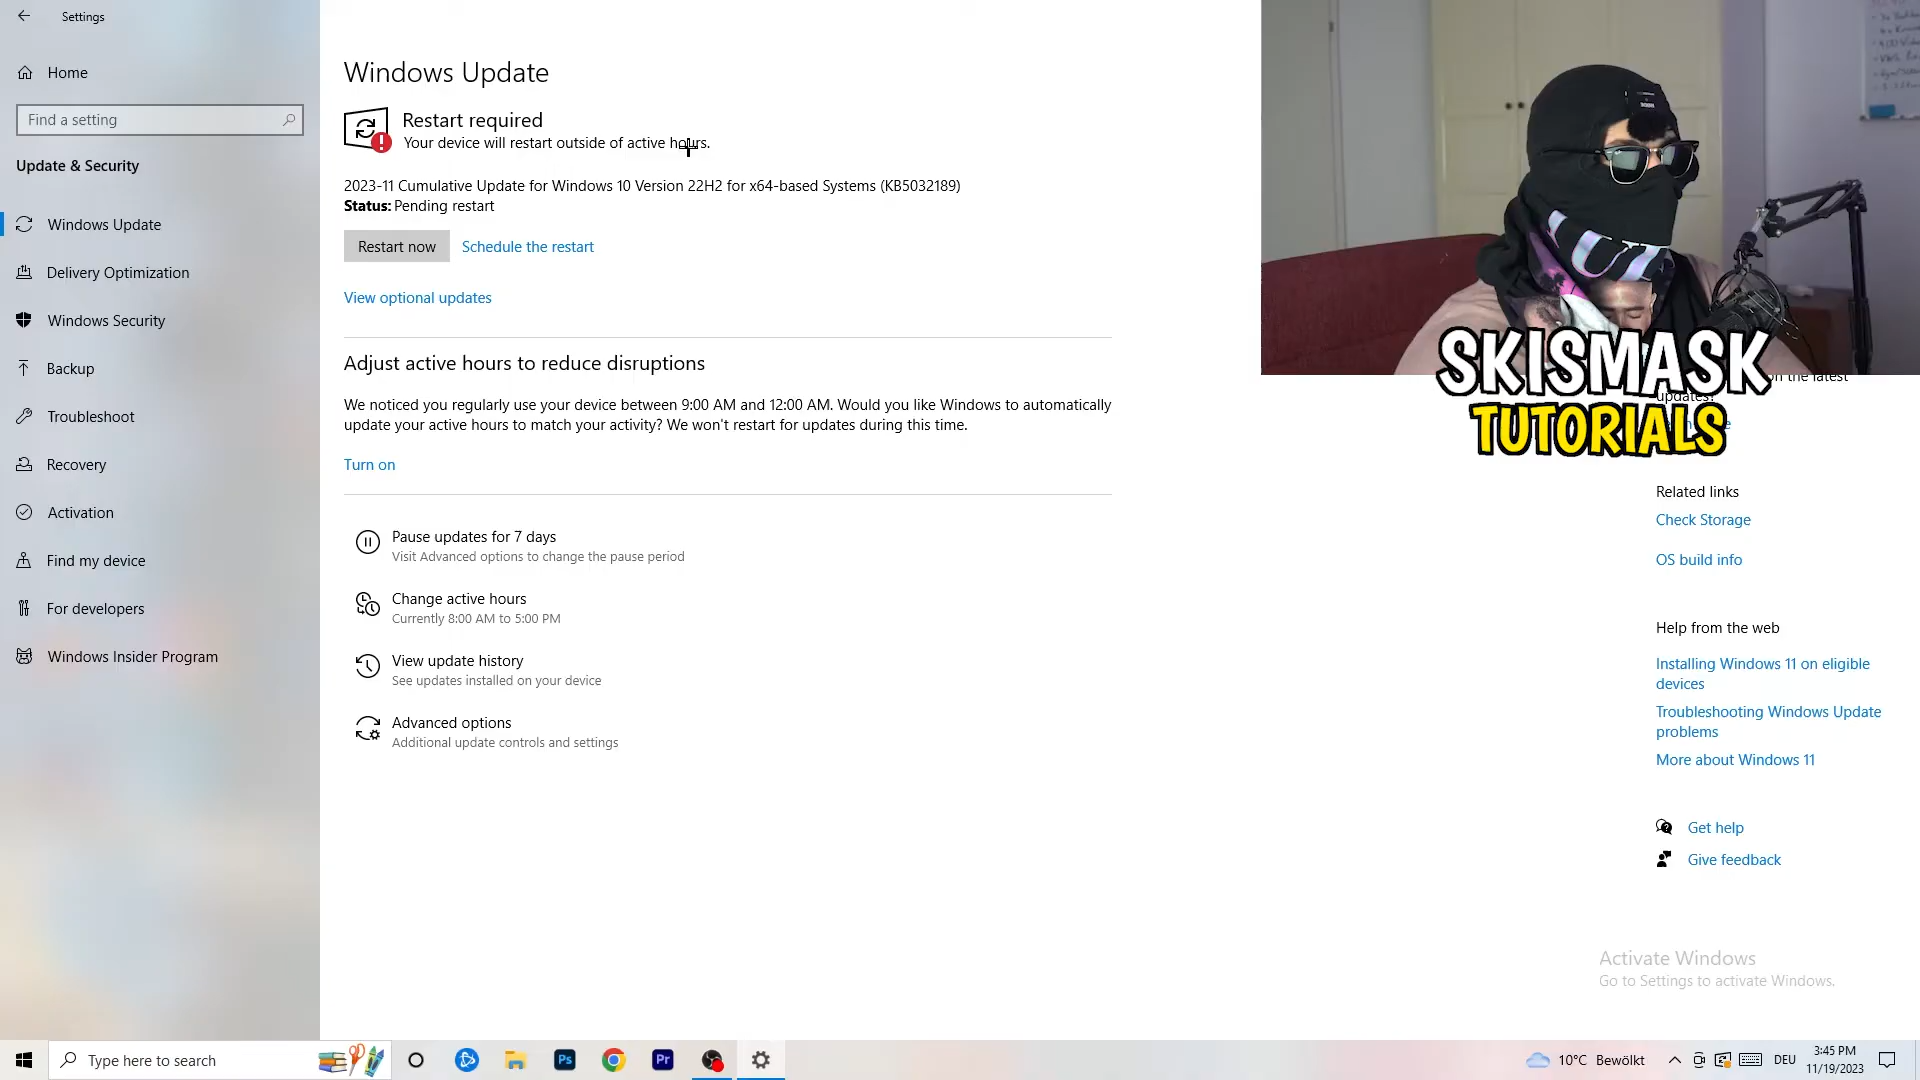 Settings
Home
Find a setting
Update & Security
Windows Update
Delivery Optimization
Windows Security
Backup
Troubleshoot
Recovery
Activation
Find my device
For developers
Windows Insider Program
Windows Update
Restart required
Your device will restart outside of active hours.
2023-11 Cumulative Update for Windows 10 Version 22H2 for x64-based Systems (KB5032189)
Status: Pending restart
Restart now
Schedule the restart
View optional updates
Adjust active hours to reduce disruptions
We noticed you regularly use your device between 9:00 AM and 12:00 AM. Would you like Windows to automatically
update your active hours to match your activity? We won't restart for updates during this time.
Turn on
Pause updates for 7 days
Visit Advanced options to change the pause period
Change active hours
Currently 8:00 AM to 5:00 PM
View update history
See updates installed on your device
Advanced options
Additional update controls and settings
SKISMASK
TUTORIALS
on the latest
updates?
Related links
Check Storage
OS build info
Help from the web
Installing Windows 11 on eligible
devices
Troubleshooting Windows Update
problems
More about Windows 11
Get help
Give feedback
Activate Windows
Go to Settings to activate Windows.
Type here to search
Ps
Pr
10°C Bewölkt
DEU
3:45 PM
11/19/2023